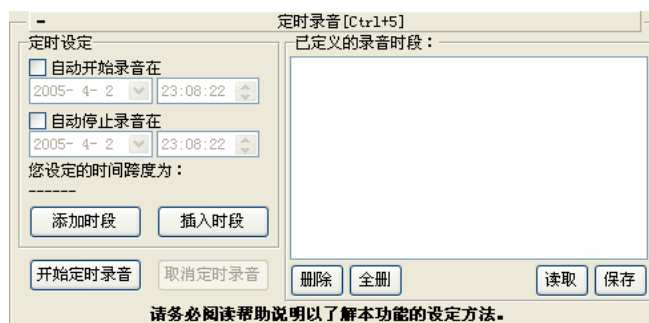 - 定时录音[Ctrl+5]
定时设定
自动开始录音在
2005- 4- 2 23:08:22
自动停止录音在
2005- 4- 2 23:08:22
您设定的时间跨度为：
------
添加时段 插入时段
开始定时录音 取消定时录音
已定义的录音时段：
删除 全删 读取 保存
请务必阅读帮助说明以了解本功能的设定方法。